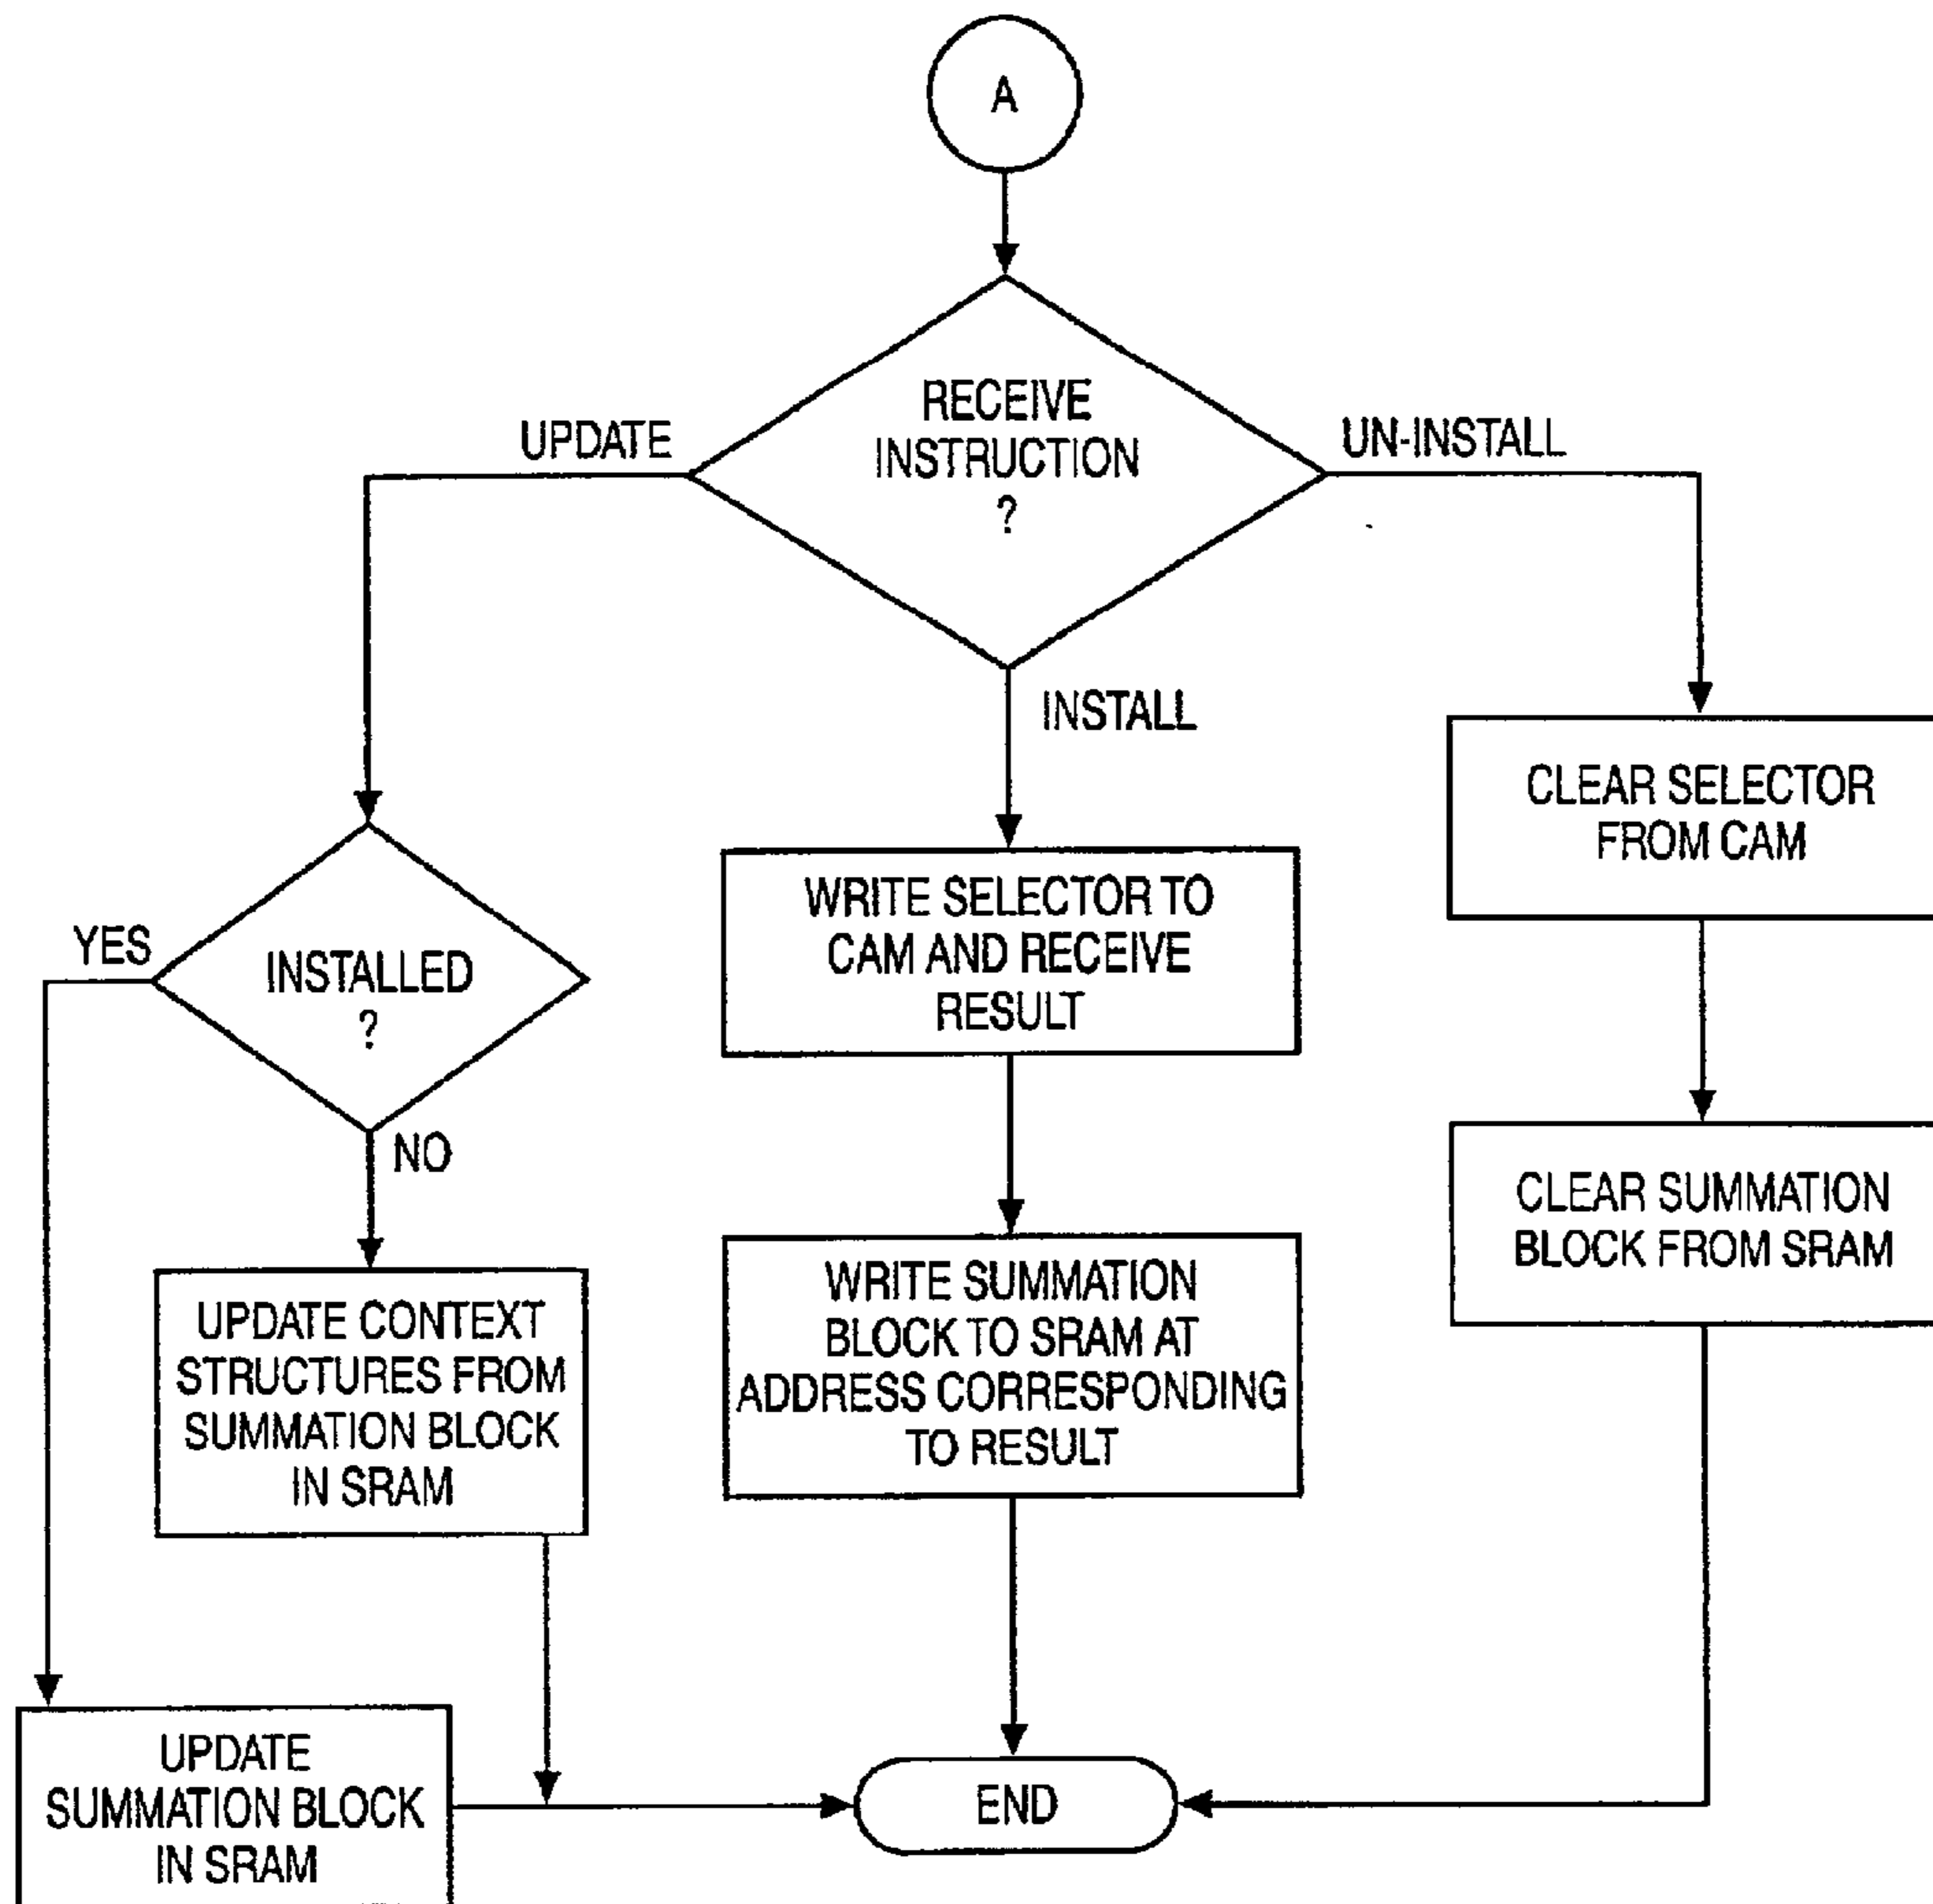 A
RECEIVE
INSTRUCTION
?
UPDATE
UN-INSTALL
INSTALL
CLEAR SELECTOR
FROM CAM
WRITE SELECTOR TO
CAM AND RECEIVE
RESULT
YES
INSTALLED
?
NO
CLEAR SUMMATION
BLOCK FROM SRAM
WRITE SUMMATION
BLOCK TO SRAM AT
ADDRESS CORRESPONDING
TO RESULT
UPDATE CONTEXT
STRUCTURES FROM
SUMMATION BLOCK
IN SRAM
UPDATE
SUMMATION BLOCK
IN SRAM
END